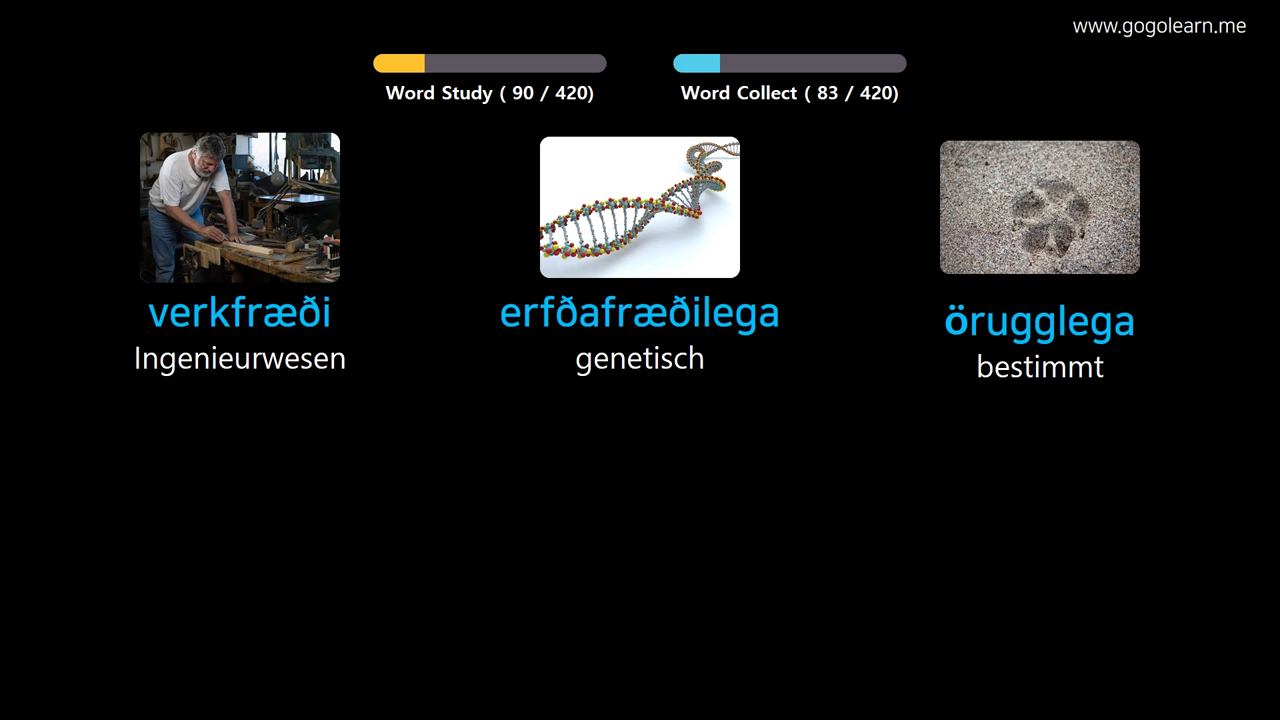 www.gogolearn.me
Word Study ( 90 / 420)
Word Collect ( 83 / 420)
verkfræði
Ingenieurwesen
erfðafræðilega
genetisch
örugglega
bestimmt